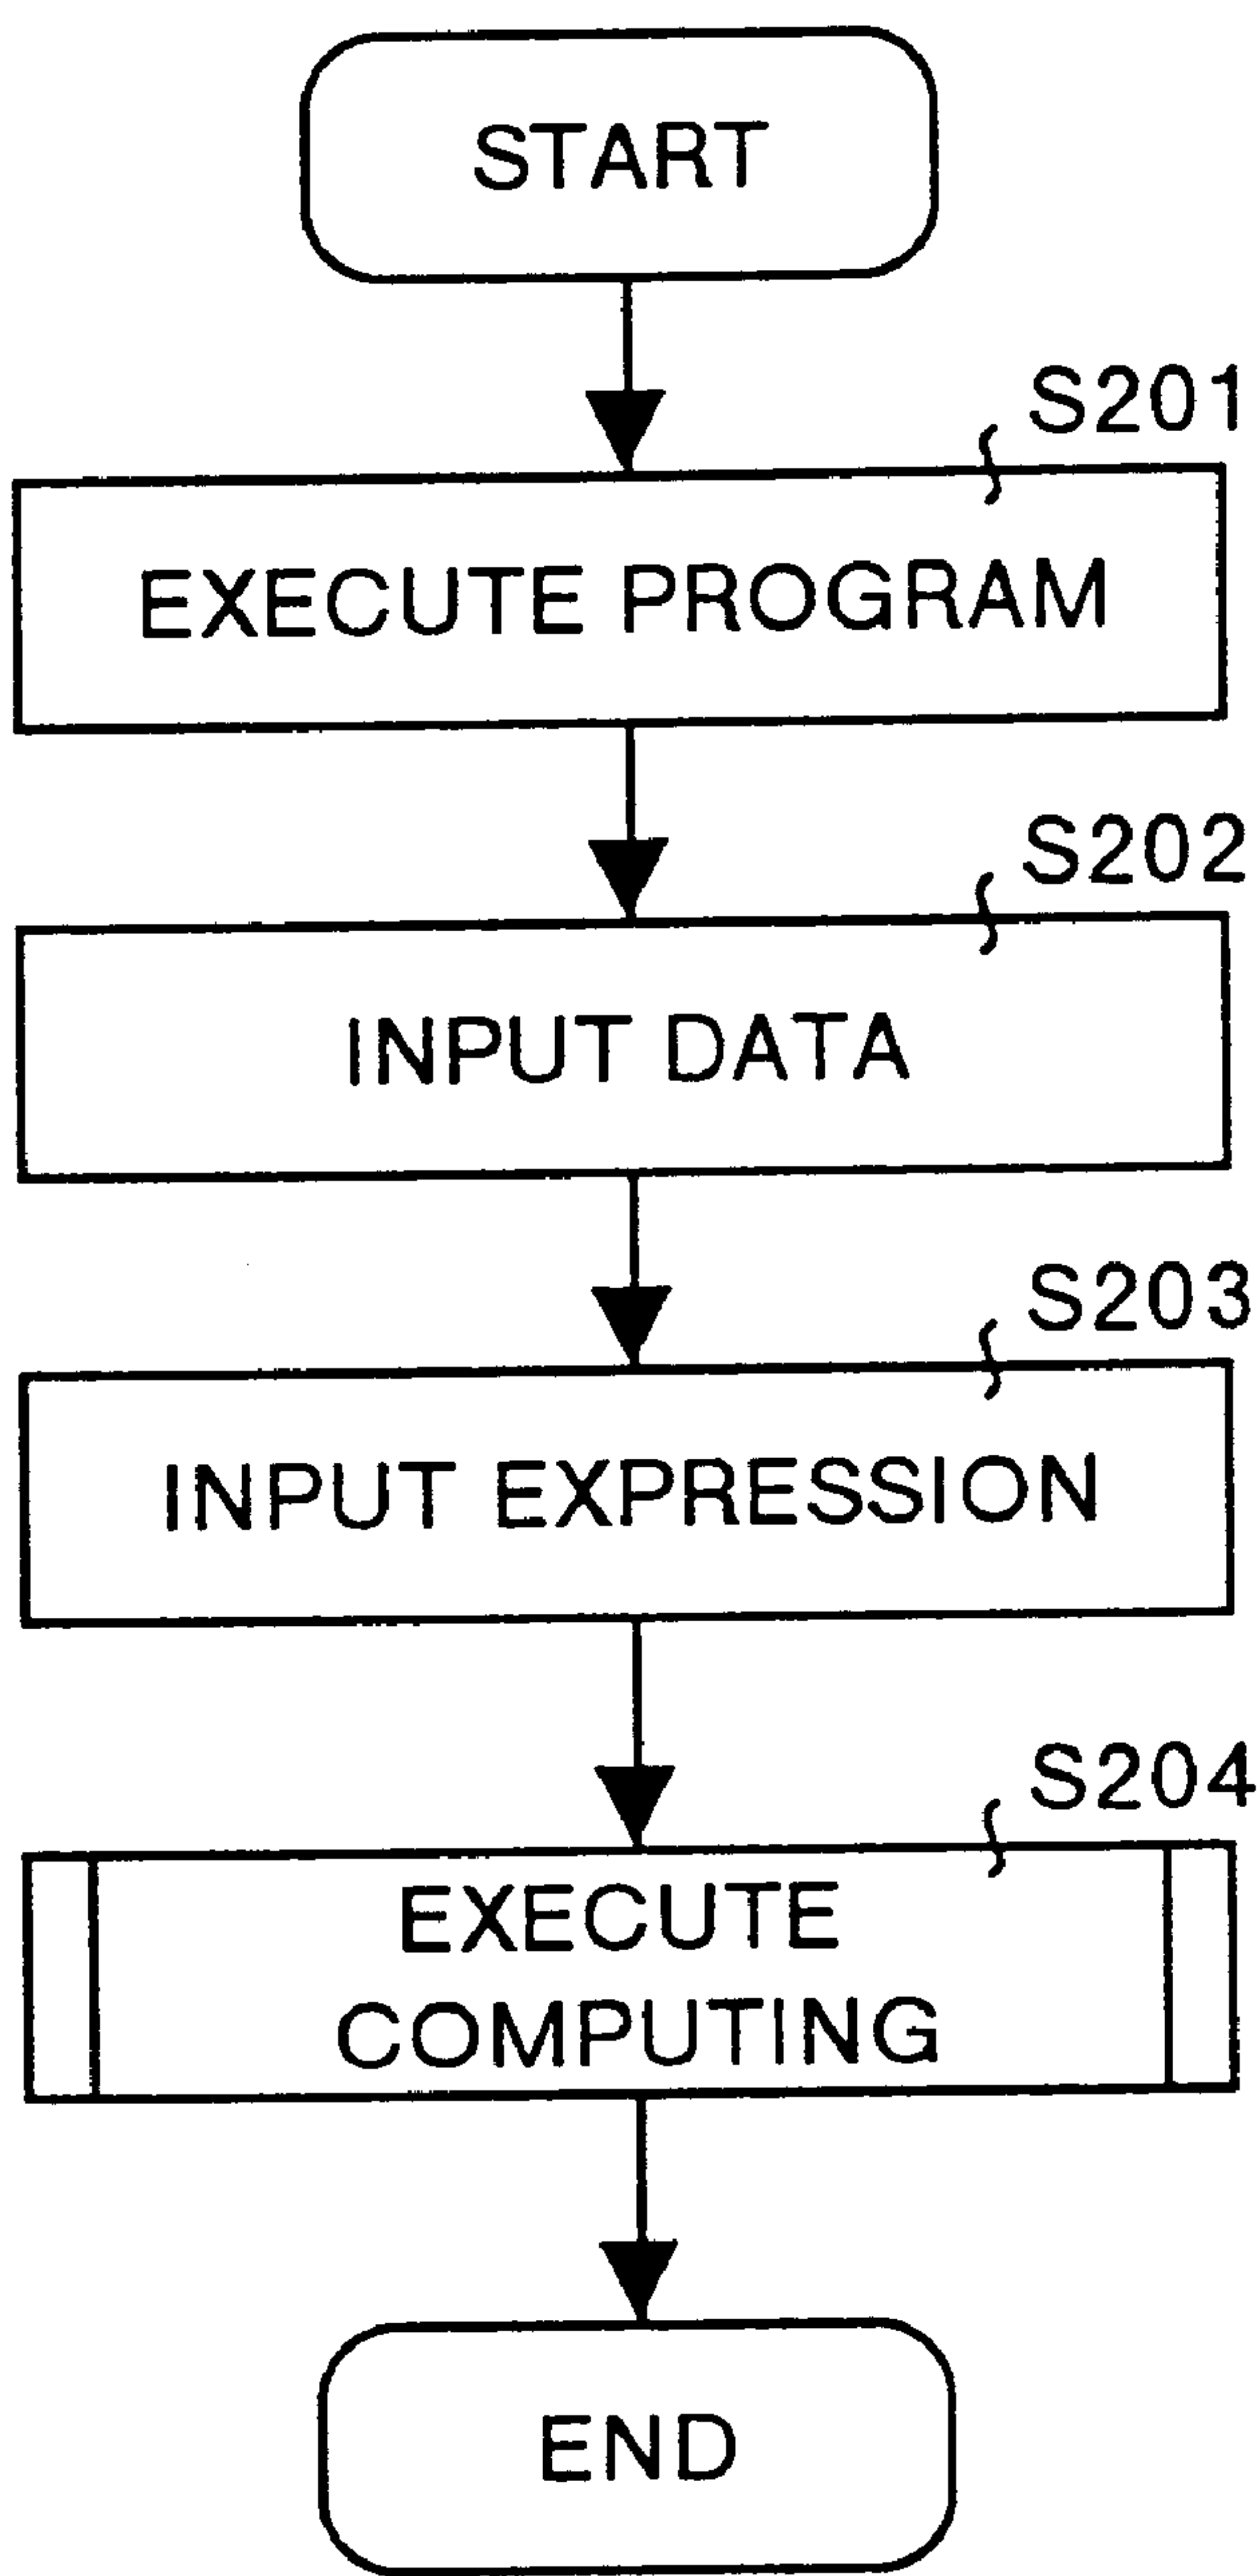 START
S201
EXECUTE PROGRAM
S202
INPUT DATA
S203
INPUT EXPRESSION
S204
EXECUTE
COMPUTING
END